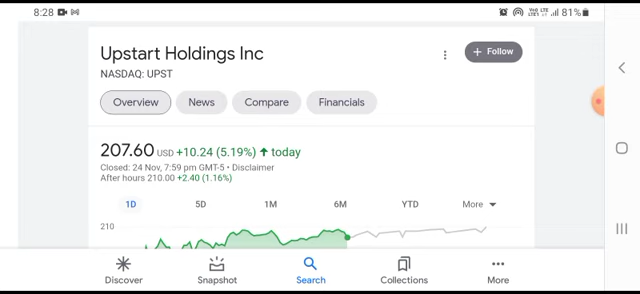 8:28 81%
Upstart Holdings Inc
+ Follow
NASDAQ: UPST
Overview News Compare Financials
207.60 USD +10.24 (5.19%) ↑ today
Closed: 24 Nov, 7:59 pm GMT-5 • Disclaimer
After hours 210.00 +2.40 (1.16%)
1D 5D 1M 6M YTD More
210
Discover Snapshot Search Collections More